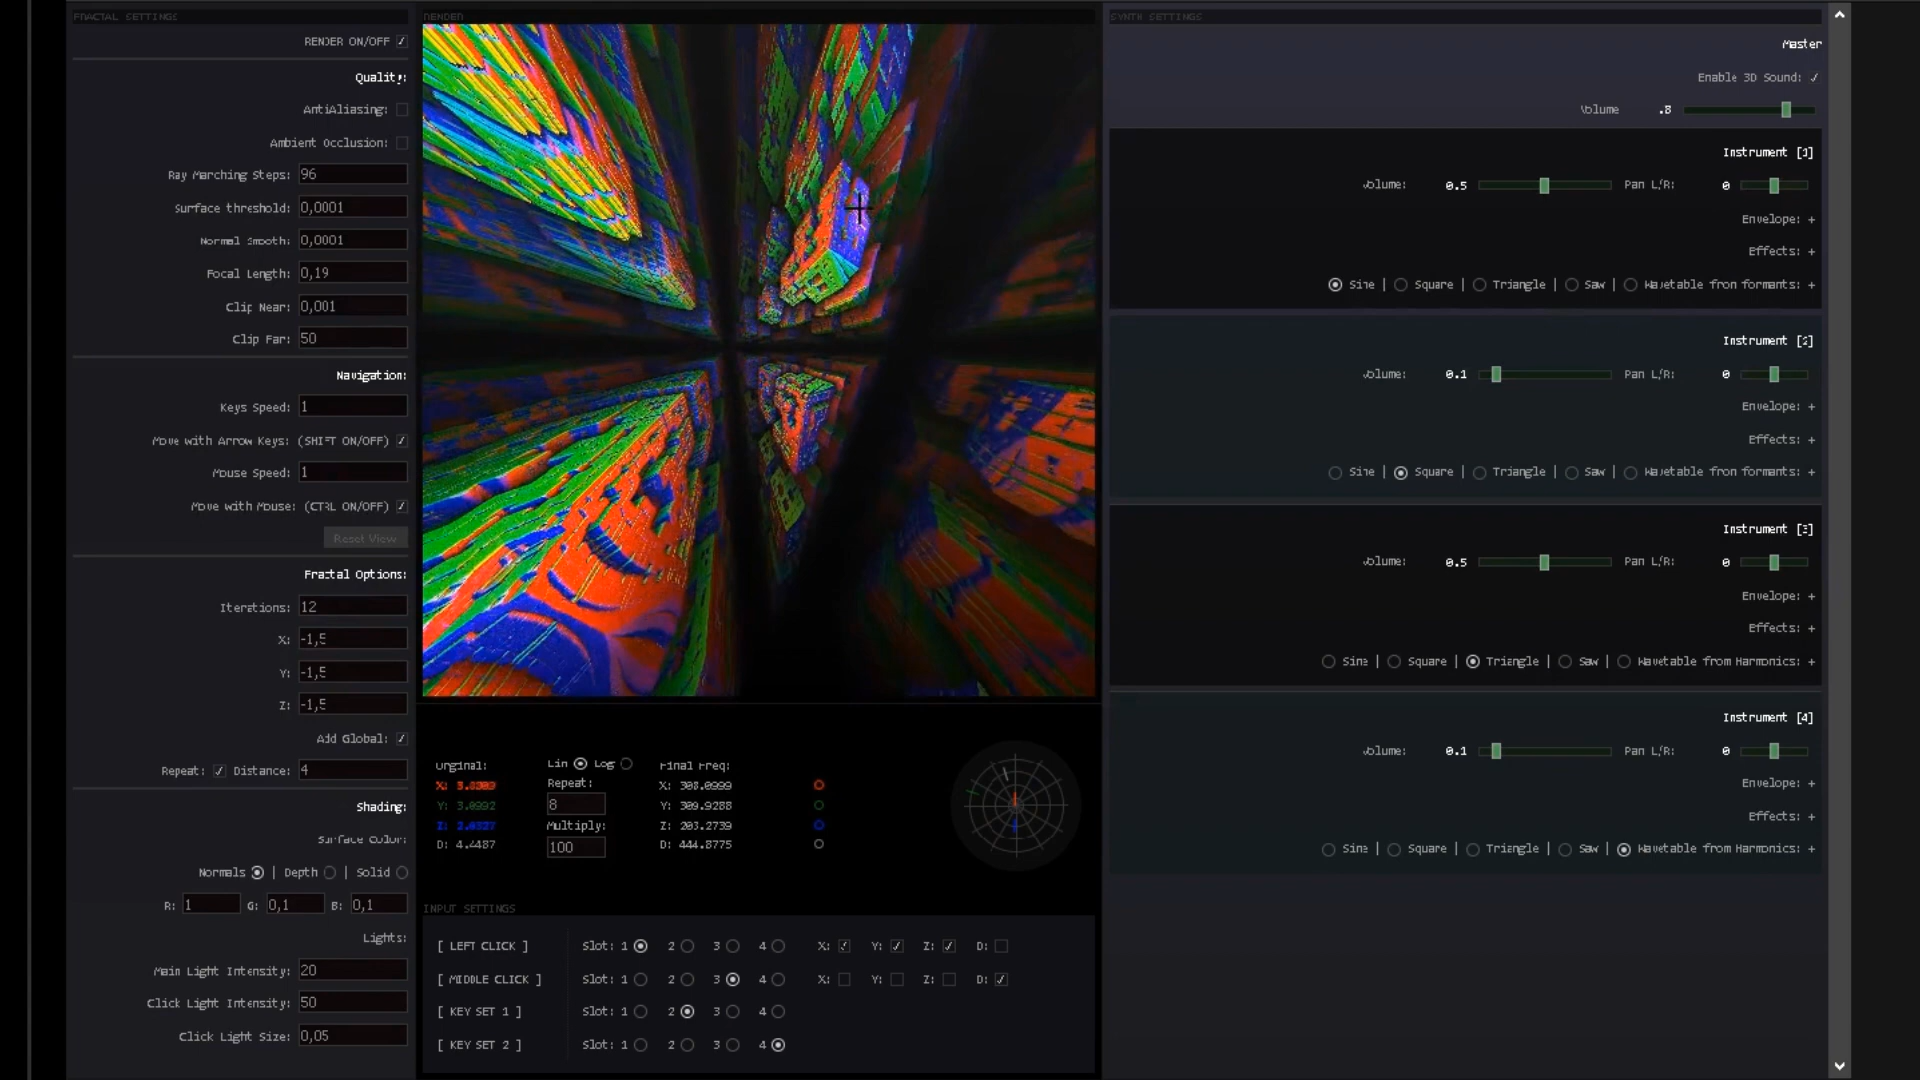 FRACTAL SETTINGS
RENDER ON/OFF ✓
Quality:
AntiAliasing:
Ambient Occlusion:
Ray Marching Steps: 96
Surface threshold: 0,0001
Normal Smooth: 0,0001
Focal Length: 0,19
Clip Near: 0,001
Clip Far: 50
Navigation:
Keys Speed: 1
Move with Arrow Keys: (SHIFT ON/OFF) ✓
Mouse Speed: 1
Move with Mouse: (CTRL ON/OFF) ✓
Reset View
Fractal Options:
Iterations: 12
X: -1,5
Y: -1,5
Z: -1,5
Add Global: ✓
Repeat: ✓ Distance: 4
Shading:
Surface Color:
Normals | Depth | Solid
R: 1 G: 0,1 B: 0,1
Lights:
Main Light Intensity: 20
Click Light Intensity: 50
Click Light Size: 0,05
RENDER
Original:
Y: 3.0992
D: 4.4487
Lin Log
Repeat:
8
Multiply:
100
Final Freq:
X: 308.0999
Y: 309.9288
Z: 203.2739
D: 444.8775
INPUT SETTINGS
[ LEFT CLICK ] Slot: 1 2 3 4 X: ✓ Y: ✓ Z: ✓ D:
[ MIDDLE CLICK ] Slot: 1 2 3 4 X: Y: Z: D: ✓
[ KEY SET 1 ] Slot: 1 2 3 4
[ KEY SET 2 ] Slot: 1 2 3 4
SYNTH SETTINGS
Master
Enable 3D Sound: ✓
Volume .8
Instrument [1]
Volume: 0.5 Pan L/R: 0
Envelope: +
Effects: +
Sine | Square | Triangle | Saw | Wavetable from formants: +
Instrument [2]
Volume: 0.1 Pan L/R: 0
Envelope: +
Effects: +
Sine | Square | Triangle | Saw | Wavetable from formants: +
Instrument [3]
Volume: 0.5 Pan L/R: 0
Envelope: +
Effects: +
Sine | Square | Triangle | Saw | Wavetable from Harmonics: +
Instrument [4]
Volume: 0.1 Pan L/R: 0
Envelope: +
Effects: +
Sine | Square | Triangle | Saw | Wavetable from Harmonics: +